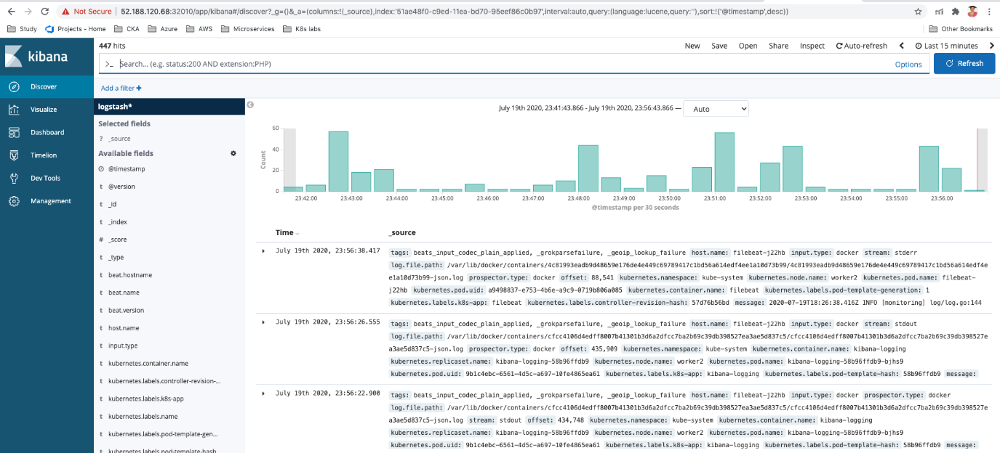 Not Secure | 52.188.120.68:32010/app/kibana#/discover?_g=()&_a=(columns:!(_source),index:'51ae48f0-c9ed-11ea-bd70-95eef86c0b97',interval:auto,query:(language:lucene,query:''),sort:!('@timestamp',desc))
Study Projects - Home CKA Azure AWS Microservices K8s labs Other Bookmarks
kibana
Discover
Visualize
Dashboard
Timelion
Dev Tools
Management
447 hits
New Save Open Share Inspect Auto-refresh Last 15 minutes
>_ Search... (e.g. status:200 AND extension:PHP) Options Refresh
Add a filter +
logstash*
Selected fields
? _source
Available fields
@timestamp
t @version
t _id
t _index
# _score
t _type
t beat.hostname
t beat.name
t beat.version
t host.name
t input.type
t kubernetes.container.name
t kubernetes.labels.controller-revision-...
t kubernetes.labels.k8s-app
t kubernetes.labels.name
t kubernetes.labels.pod-template-gen...
t kubernetes.labels.pod-template-hash
July 19th 2020, 23:41:43.866 - July 19th 2020, 23:56:43.866 — Auto
Count
60
40
20
0
23:42:00 23:43:00 23:44:00 23:45:00 23:46:00 23:47:00 23:48:00 23:49:00 23:50:00 23:51:00 23:52:00 23:53:00 23:54:00 23:55:00 23:56:00
@timestamp per 30 seconds
Time _source
July 19th 2020, 23:56:38.417
tags: beats_input_codec_plain_applied, _grokparsefailure, _geoip_lookup_failure host.name: filebeat-j22hb input.type: docker stream: stderr
log.file.path: /var/lib/docker/containers/4c81993eadb9d48659e176de4e449c69789417c1bd56a614edf4ee1a10d73b99/4c81993eadb9d48659e176de4e449c69789417c1bd56a614edf4e
e1a10d73b99-json.log prospector.type: docker offset: 88,541 kubernetes.namespace: kube-system kubernetes.node.name: worker2 kubernetes.pod.name: filebeat-
j22hb kubernetes.pod.uid: a9498837-e753-4b6e-a9c9-0719b806a085 kubernetes.container.name: filebeat kubernetes.labels.pod-template-generation: 1
kubernetes.labels.k8s-app: filebeat kubernetes.labels.controller-revision-hash: 57d76b56bd message: 2020-07-19T18:26:38.416Z INFO [monitoring] log/log.go:144
July 19th 2020, 23:56:26.555
tags: beats_input_codec_plain_applied, _grokparsefailure, _geoip_lookup_failure host.name: filebeat-j22hb input.type: docker stream: stdout
log.file.path: /var/lib/docker/containers/cfcc4106d4edff8007b41301b3d6a2dfcc7ba2b69c39db398527ea3ae5d837c5/cfcc4106d4edff8007b41301b3d6a2dfcc7ba2b69c39db398527e
a3ae5d837c5-json.log prospector.type: docker offset: 435,909 kubernetes.namespace: kube-system kubernetes.container.name: kibana-logging
kubernetes.replicaset.name: kibana-logging-58b96ffdb9 kubernetes.node.name: worker2 kubernetes.pod.name: kibana-logging-58b96ffdb9-bjhs9
kubernetes.pod.uid: 9b1c4ebc-6561-4d5c-a697-10fe4865ea61 kubernetes.labels.k8s-app: kibana-logging kubernetes.labels.pod-template-hash: 58b96ffdb9 message:
July 19th 2020, 23:56:22.900
tags: beats_input_codec_plain_applied, _grokparsefailure, _geoip_lookup_failure host.name: filebeat-j22hb input.type: docker prospector.type: docker
log.file.path: /var/lib/docker/containers/cfcc4106d4edff8007b41301b3d6a2dfcc7ba2b69c39db398527ea3ae5d837c5/cfcc4106d4edff8007b41301b3d6a2dfcc7ba2b69c39db398527e
a3ae5d837c5-json.log stream: stdout offset: 434,748 kubernetes.namespace: kube-system kubernetes.container.name: kibana-logging
kubernetes.replicaset.name: kibana-logging-58b96ffdb9 kubernetes.node.name: worker2 kubernetes.pod.name: kibana-logging-58b96ffdb9-bjhs9
kubernetes.pod.uid: 9b1c4ebc-6561-4d5c-a697-10fe4865ea61 kubernetes.labels.k8s-app: kibana-logging kubernetes.labels.pod-template-hash: 58b96ffdb9 message: